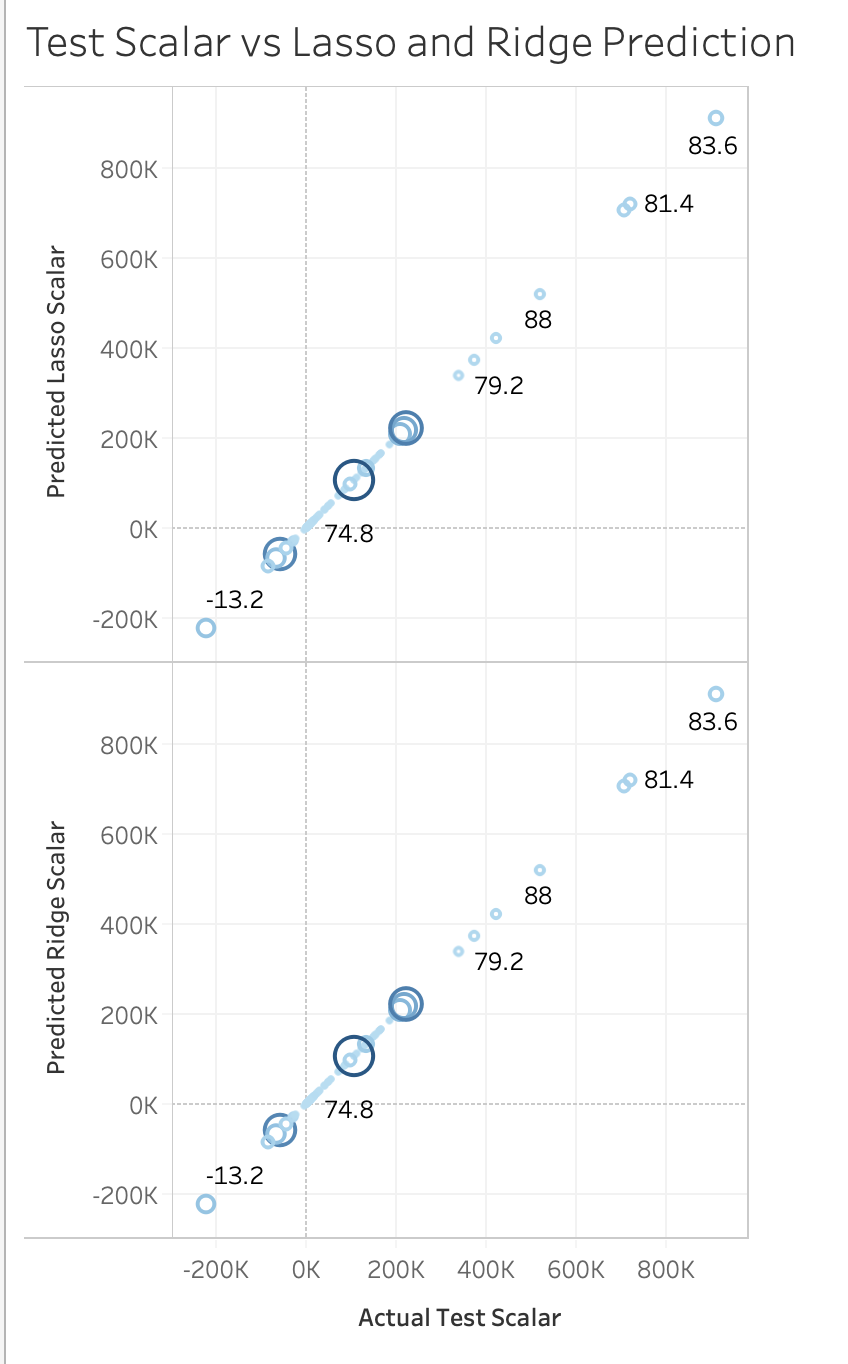 Test Scalar vs Lasso and Ridge Prediction
Predicted Lasso Scalar
800K
600K
400K
200K
0K
-200K
83.6
81.4
88
79.2
74.8
-13.2
Predicted Ridge Scalar
800K
600K
400K
200K
0K
-200K
83.6
81.4
88
79.2
74.8
-13.2
-200K 0K 200K 400K 600K 800K
Actual Test Scalar